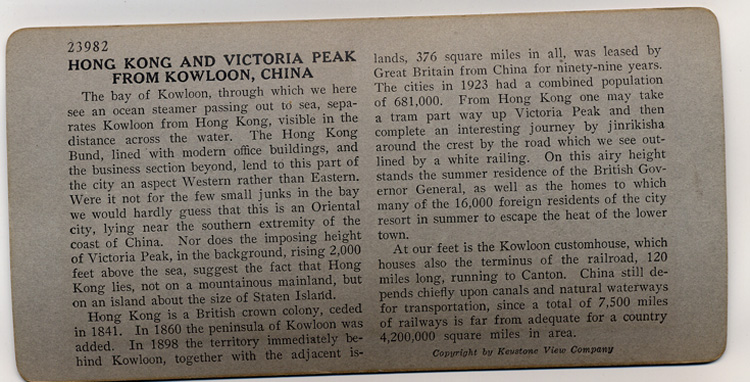 23982
HONG KONG AND VICTORIA PEAK
FROM KOWLOON, CHINA
The bay of Kowloon, through which we here
see an ocean steamer passing out to sea, sepa-
rates Kowloon from Hong Kong, visible in the
distance across the water. The Hong Kong
Bund, lined with modern office buildings, and
the business section beyond, lend to this part of
the city an aspect Western rather than Eastern.
Were it not for the few small junks in the bay
we would hardly guess that this is an Oriental
city, lying near the southern extremity of the
coast of China. Nor does the imposing height
of Victoria Peak, in the background, rising 2,000
feet above the sea, suggest the fact that Hong
Kong lies, not on a mountainous mainland, but
on an island about the size of Staten Island.
Hong Kong is a British crown colony, ceded
in 1841. In 1860 the peninsula of Kowloon was
added. In 1898 the territory immediately be-
hind Kowloon, together with the adjacent is-
lands, 376 square miles in all, was leased by
Great Britain from China for ninety-nine years.
The cities in 1923 had a combined population
of 681,000. From Hong Kong one may take
a tram part way up Victoria Peak and then
complete an interesting journey by jinrikisha
around the crest by the road which we see out-
lined by a white railing. On this airy height
stands the summer residence of the British Gov-
ernor General, as well as the homes to which
many of the 16,000 foreign residents of the city
resort in summer to escape the heat of the lower
town.
At our feet is the Kowloon customhouse, which
houses also the terminus of the railroad, 120
miles long, running to Canton. China still de-
pends chiefly upon canals and natural waterways
for transportation, since a total of 7,500 miles
of railways is far from adequate for a country
4,200,000 square miles in area.
Copyright by Keystone View Company